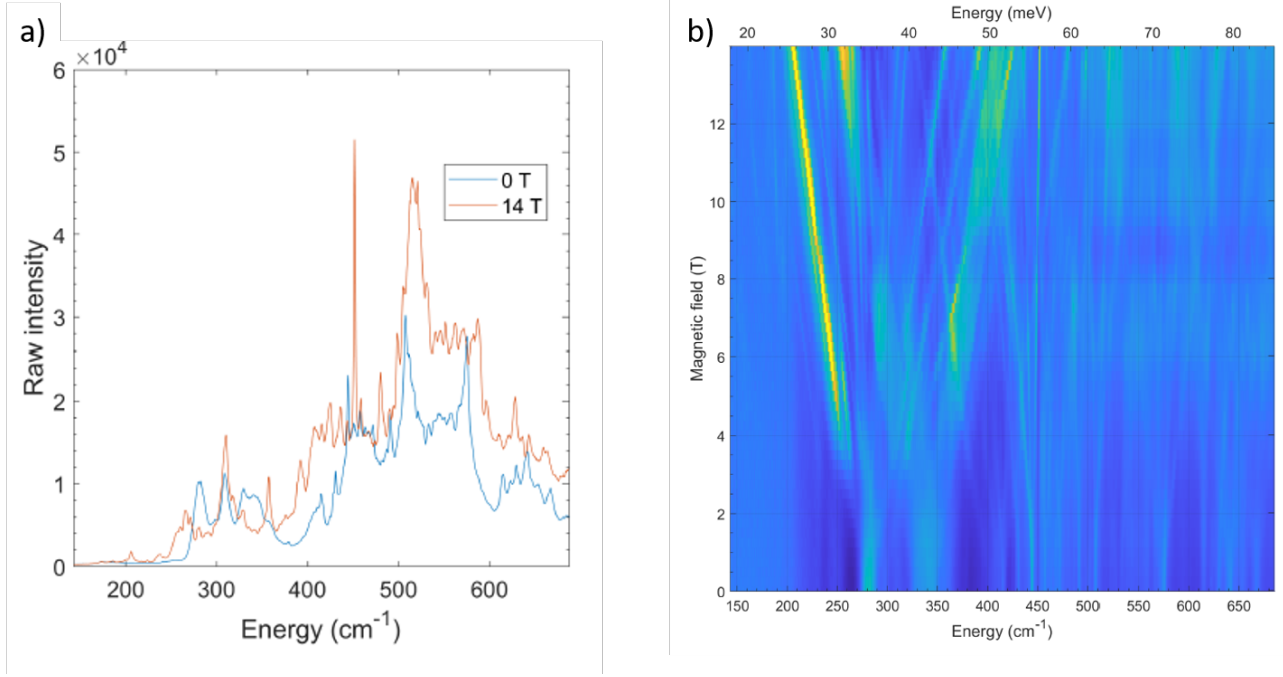 a)
×10⁴
6
5
4
3
2
1
0
Raw intensity
0 T
14 T
200 300 400 500 600
Energy (cm⁻¹)
b)
Energy (meV)
20 30 40 50 60 70 80
12
10
8
6
4
2
0
Magnetic field (T)
150 200 250 300 350 400 450 500 550 600 650
Energy (cm⁻¹)